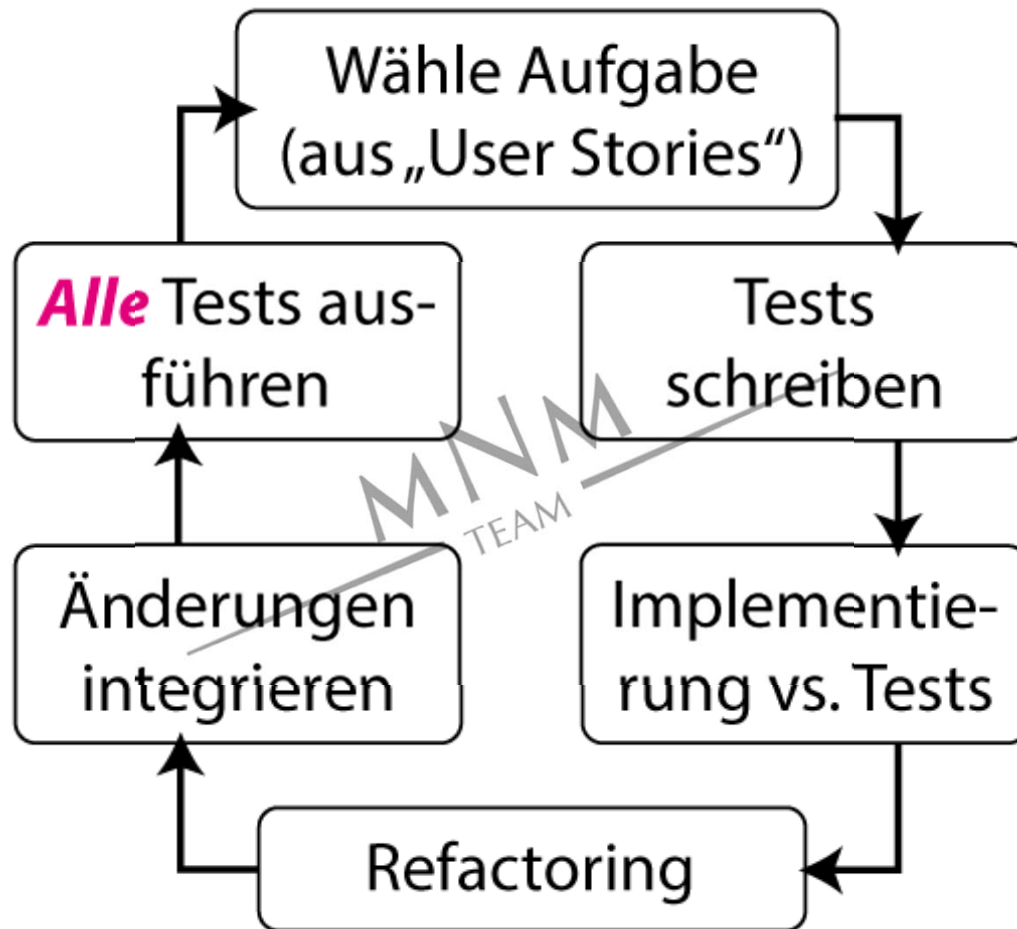 Wähle Aufgabe
(aus „User Stories“)
Alle Tests aus-
führen
Tests
schreiben
MNM
TEAM
Änderungen
integrieren
Implementie-
rung vs. Tests
Refactoring